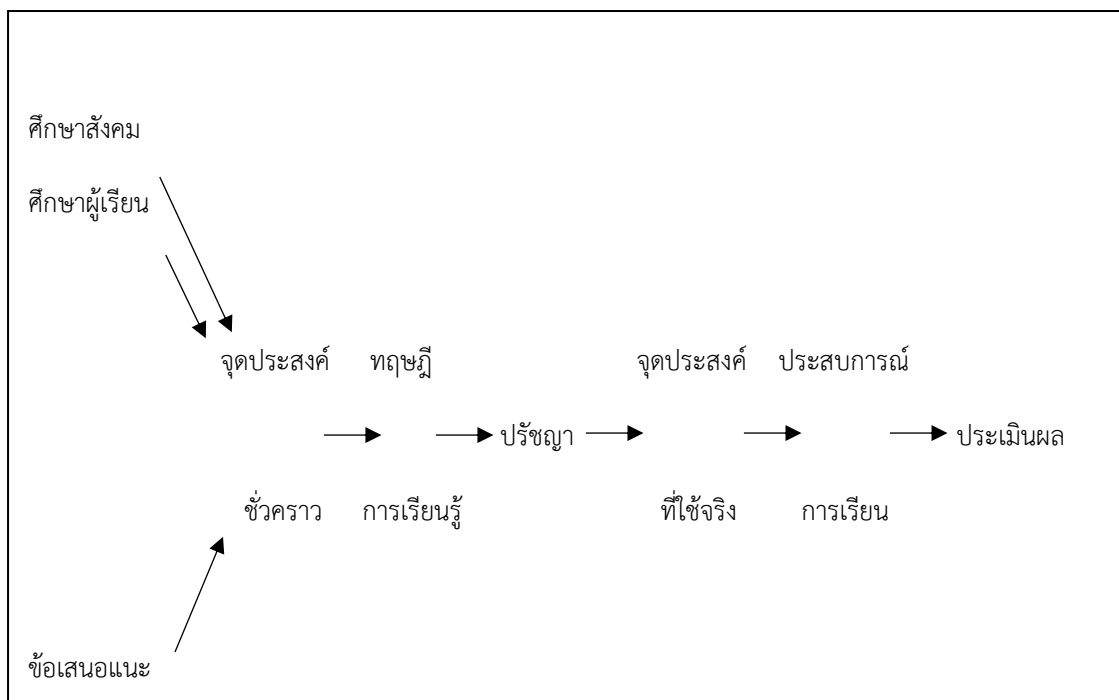 ศึกษาสังคม
ศึกษาผู้เรียน
จุดประสงค์ ทฤษฎี จุดประสงค์ ประสบการณ์
ปรัชญา ประเมินผล
ชั่วคราว การเรียนรู้ ที่ใช้จริง การเรียน
ข้อเสนอแนะ